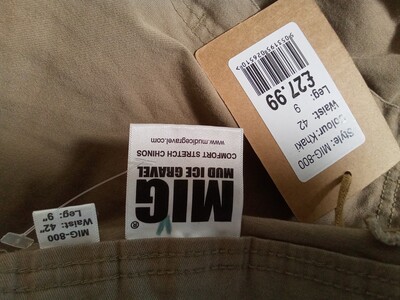 Style: MIG-800
Colour: Khaki
Waist: 42
Leg: 9
£27.99
MIG®
MUD ICE GRAVEL
COMFORT STRETCH CHINOS
www.mudicegravel.com
MIG-800
Waist: 42"
Leg: 9"